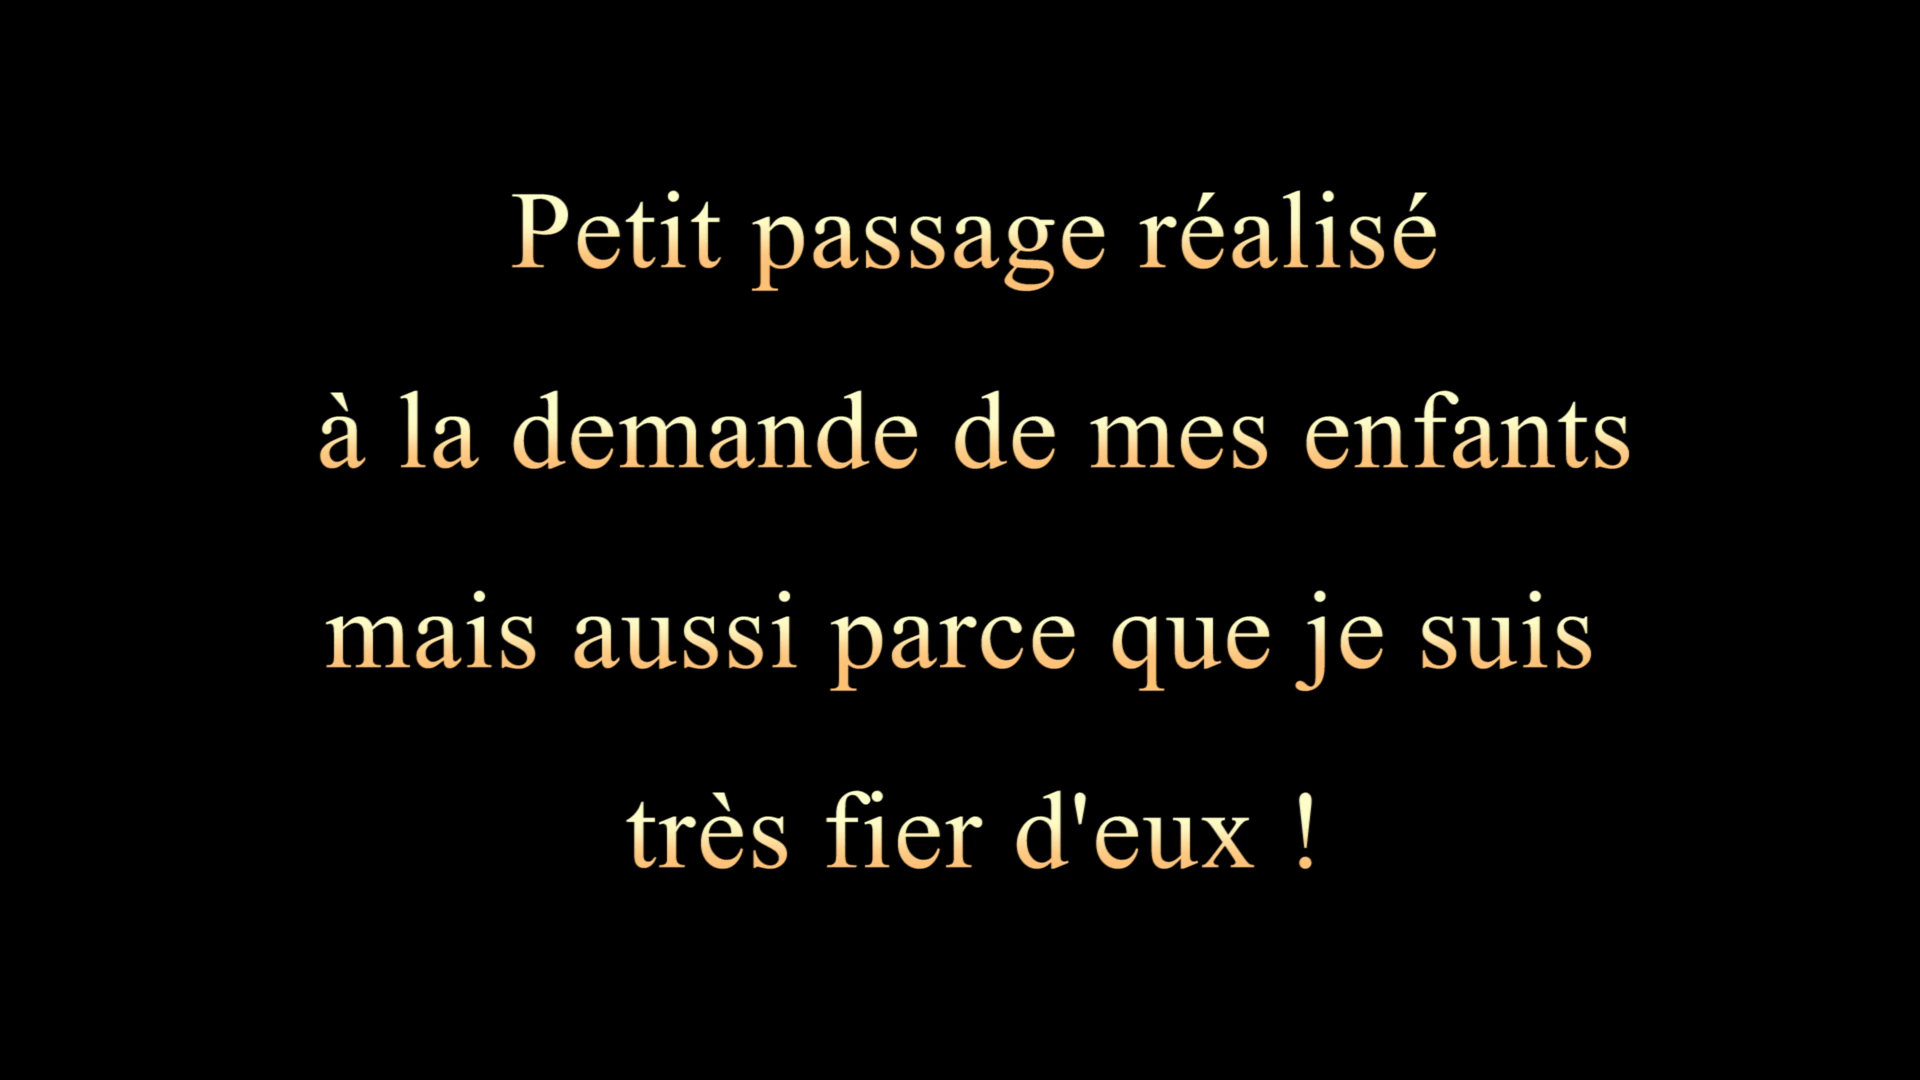 Petit passage réalisé
à la demande de mes enfants
mais aussi parce que je suis
très fier d'eux !